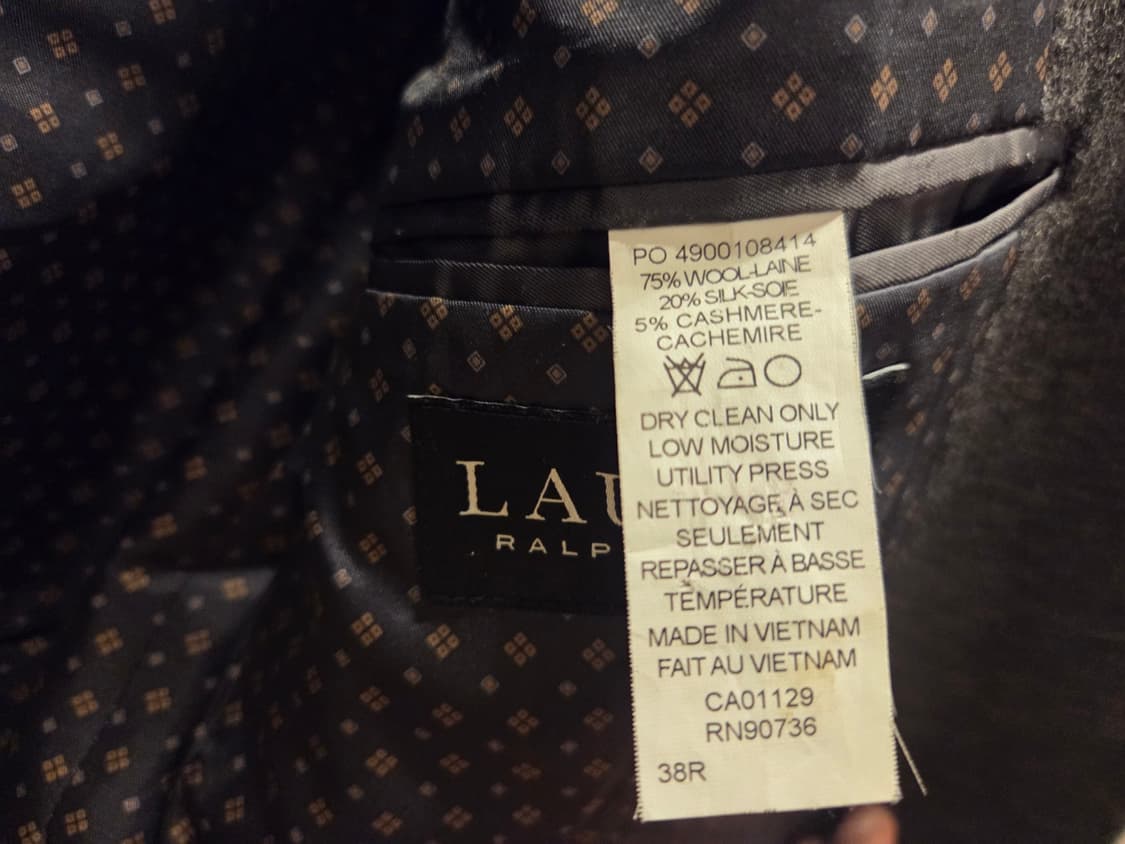 PO 4900108414
75% WOOL-LAINE
20% SILK-SOIE
5% CASHMERE-
CACHEMIRE
DRY CLEAN ONLY
LOW MOISTURE
UTILITY PRESS
NETTOYAGE À SEC
SEULEMENT
REPASSER À BASSE
TEMPÉRATURE
MADE IN VIETNAM
FAIT AU VIETNAM
CA01129
RN90736
38R
LAU
RALP